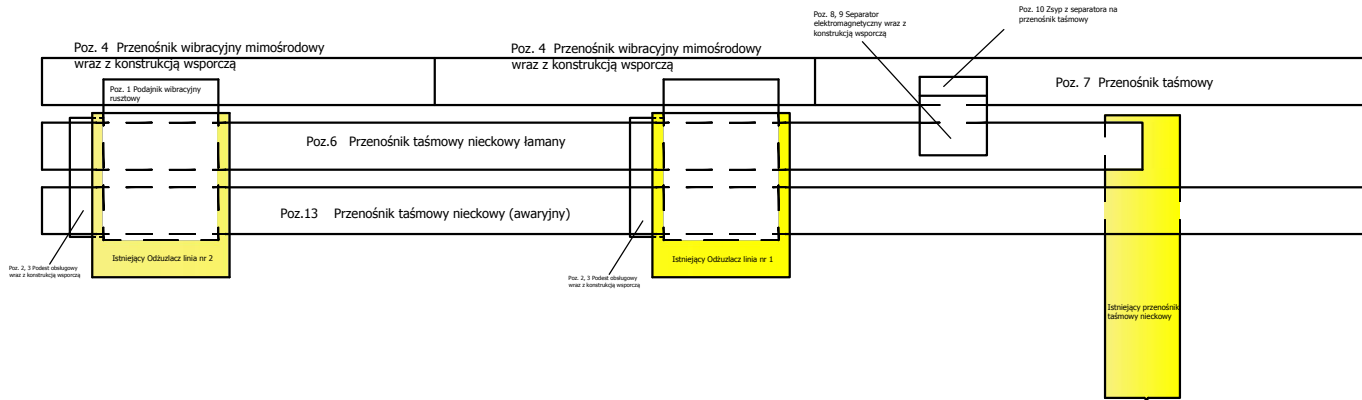 Poz. 8, 9 Separator
elektromagnetyczny wraz z
konstrukcją wsporczą
Poz. 10 Zsyp z separatora na
przenośnik taśmowy
Poz. 4  Przenośnik wibracyjny mimośrodowy
wraz z konstrukcją wsporczą
Poz. 4  Przenośnik wibracyjny mimośrodowy
wraz z konstrukcją wsporczą
Poz. 7  Przenośnik taśmowy
Poz. 1 Podajnik wibracyjny
rusztowy
Poz.6   Przenośnik taśmowy nieckowy łamany
Poz.13    Przenośnik taśmowy nieckowy (awaryjny)
Istniejący Odżużlacz linia nr 2
Istniejący Odżużlacz linia nr 1
Poz. 2, 3 Podest obsługowy
wraz z konstrukcją wsporczą
Poz. 2, 3 Podest obsługowy
wraz z konstrukcją wsporczą
Istniejący przenośnik
taśmowy nieckowy